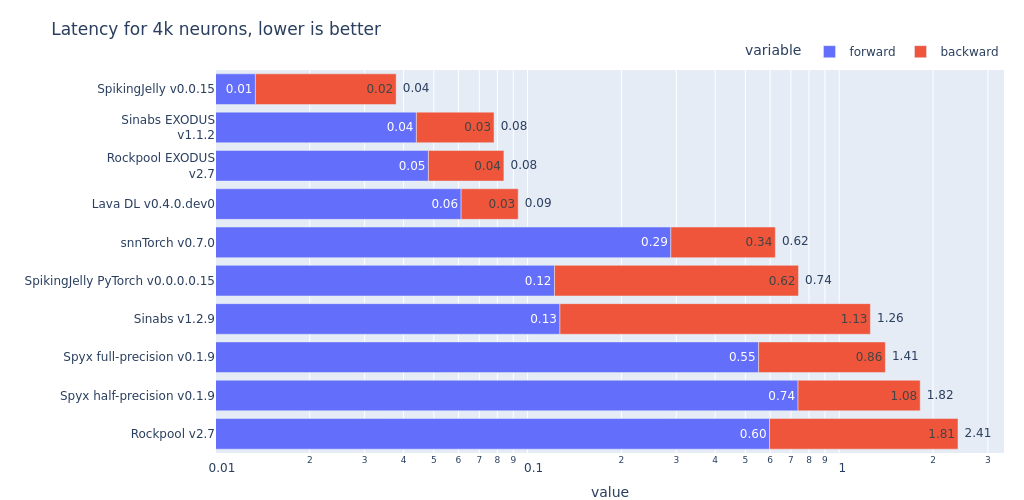 Latency for 4k neurons, lower is better
variable forward backward
SpikingJelly v0.0.15 0.01 0.02 0.04
Sinabs EXODUS
v1.1.2 0.04 0.03 0.08
Rockpool EXODUS
v2.7 0.05 0.04 0.08
Lava DL v0.4.0.dev0 0.06 0.03 0.09
snnTorch v0.7.0 0.29 0.34 0.62
SpikingJelly PyTorch v0.0.0.0.15 0.12 0.62 0.74
Sinabs v1.2.9 0.13 1.13 1.26
Spyx full-precision v0.1.9 0.55 0.86 1.41
Spyx half-precision v0.1.9 0.74 1.08 1.82
Rockpool v2.7 0.60 1.81 2.41
0.01 2 3 4 5 6 7 8 9 0.1 2 3 4 5 6 7 8 9 1 2 3
value